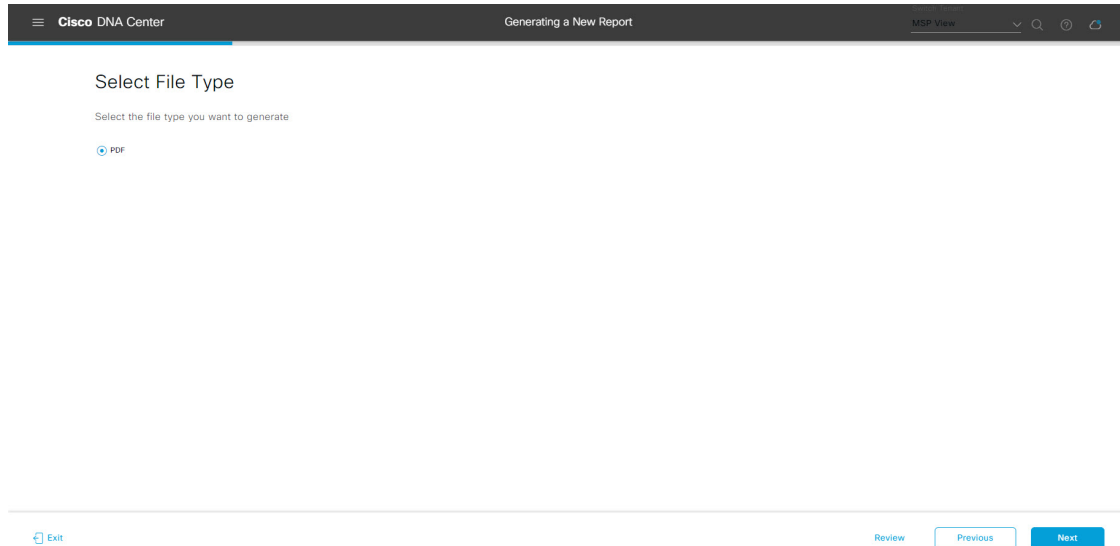 Cisco DNA Center
Generating a New Report
MSP View
Select File Type
Select the file type you want to generate
PDF
Exit
Review
Previous
Next